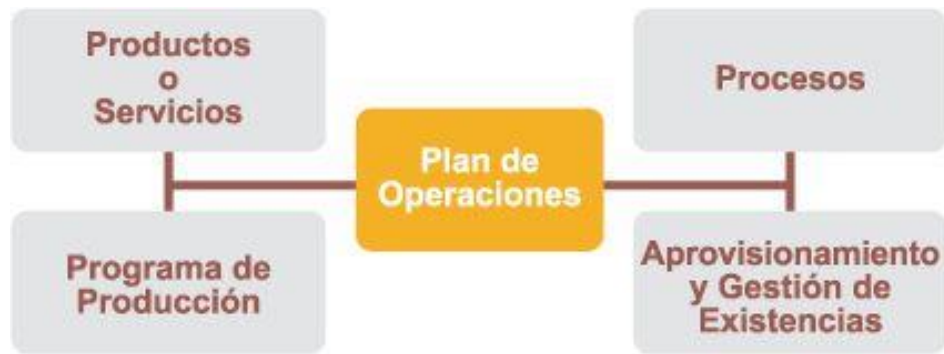 Productos
o
Servicios
Procesos
Plan de
Operaciones
Programa de
Producción
Aprovisionamiento
y Gestión de
Existencias